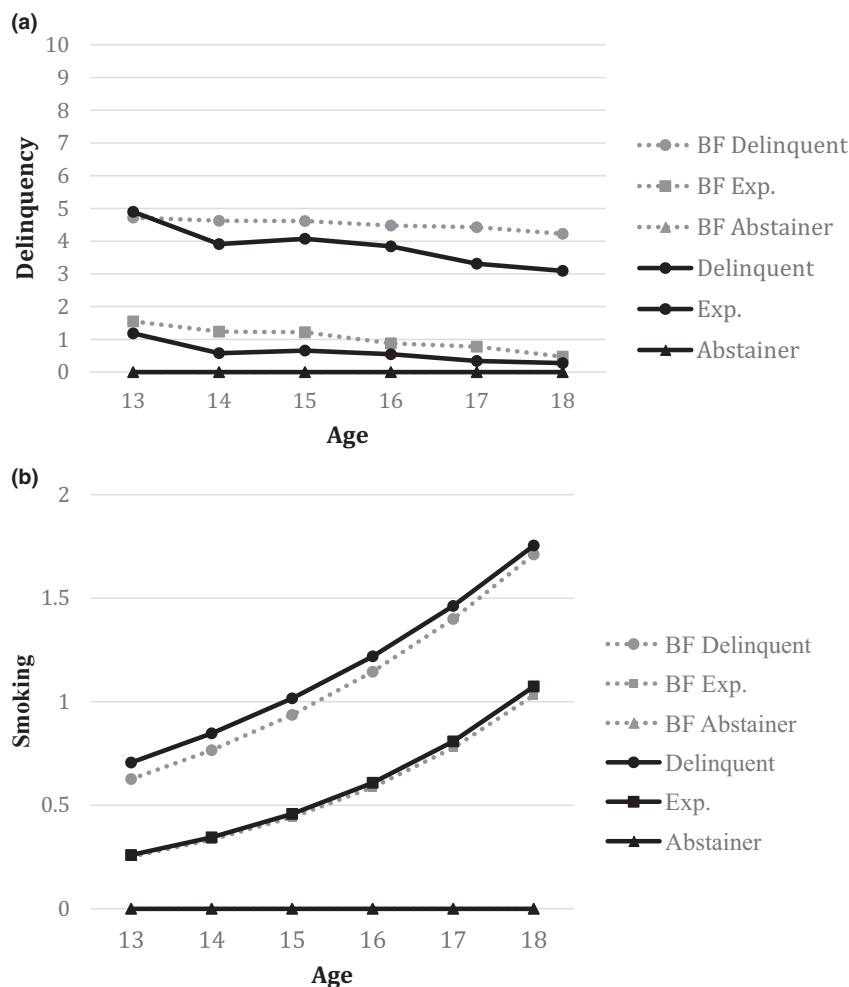 (a)
10
9
8
7
6
5
4
3
2
1
0
Delinquency
13 14 15 16 17 18
Age
BF Delinquent
BF Exp.
BF Abstainer
Delinquent
Exp.
Abstainer
(b)
2
1.5
1
0.5
0
Smoking
13 14 15 16 17 18
Age
BF Delinquent
BF Exp.
BF Abstainer
Delinquent
Exp.
Abstainer